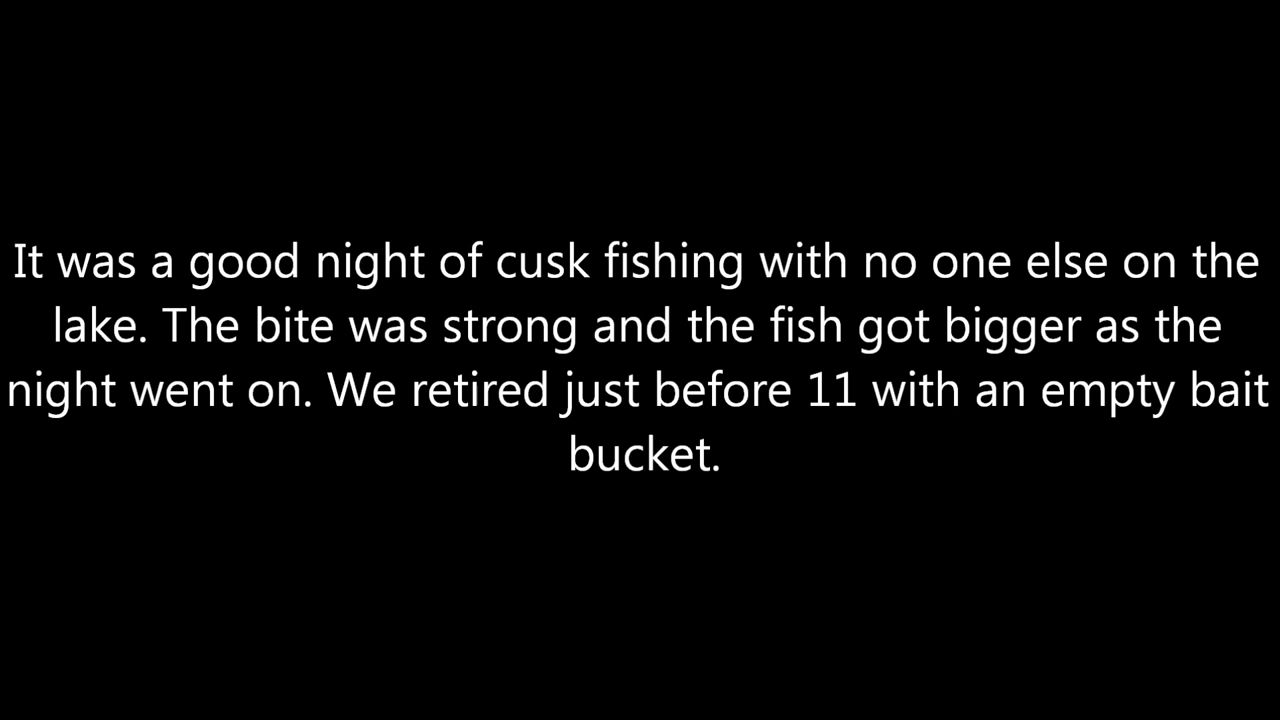 It was a good night of cusk fishing with no one else on the
lake. The bite was strong and the fish got bigger as the
night went on. We retired just before 11 with an empty bait
bucket.